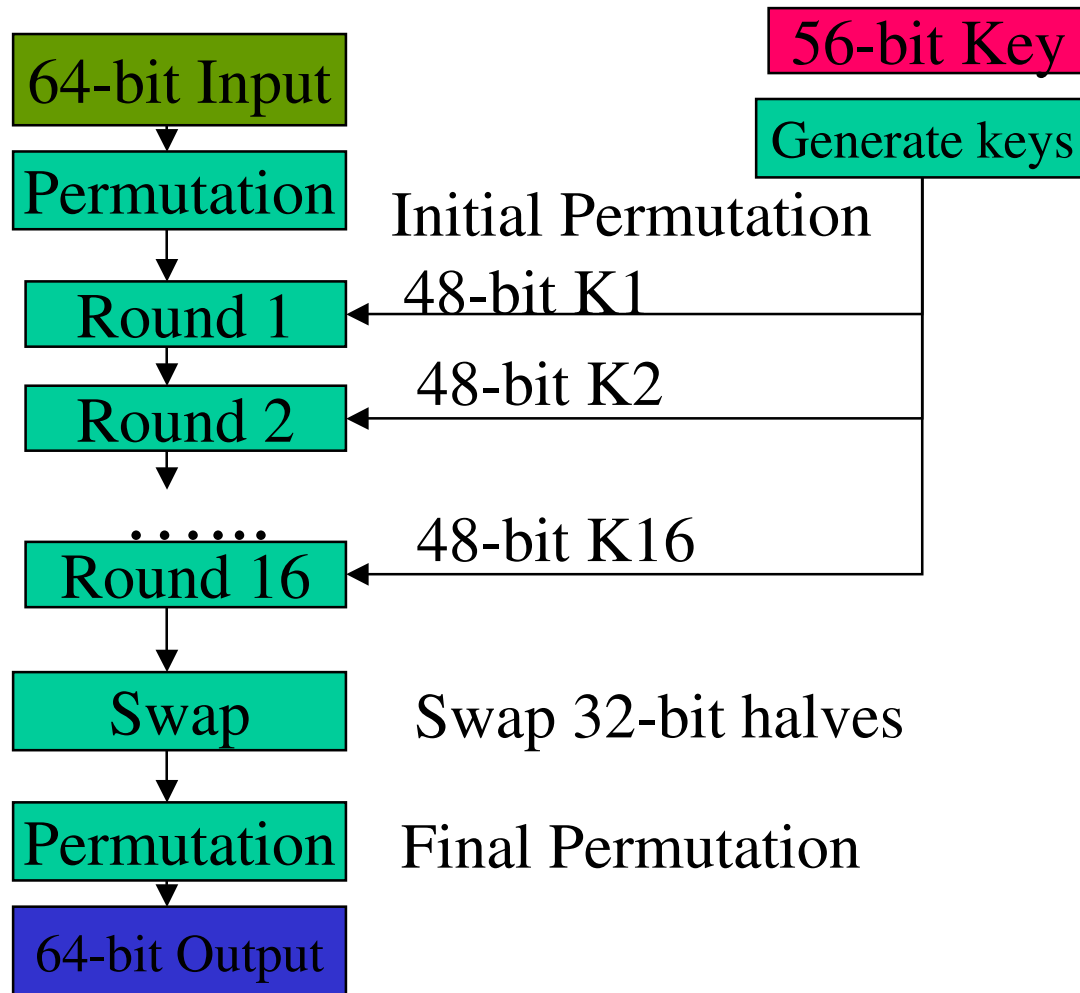 56-bit Key
64-bit Input
Generate keys
Permutation
Initial Permutation
48-bit K1
Round 1
48-bit K2
Round 2
......
48-bit K16
Round 16
Swap
Swap 32-bit halves
Permutation
Final Permutation
64-bit Output